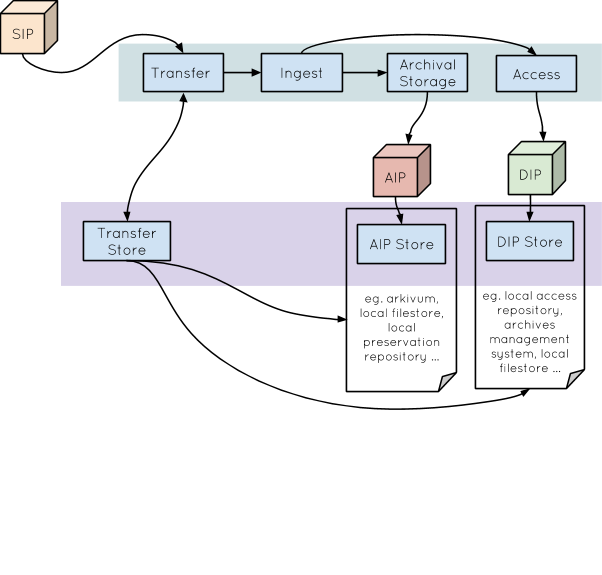 SIP
Transfer
Ingest
Archival
Storage
Access
AIP
DIP
Transfer
Store
AIP Store
DIP Store
eg. arkivum,
local filestore,
local
preservation
repository ...
eg. local access
repository,
archives
management
system, local
filestore ...